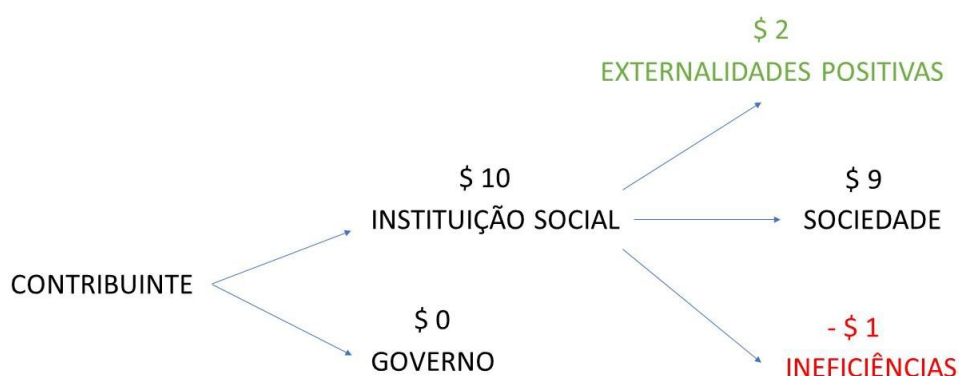 $ 2
EXTERNALIDADES POSITIVAS
$ 10
INSTITUIÇÃO SOCIAL
$ 9
SOCIEDADE
CONTRIBUINTE
$ 0
GOVERNO
- $ 1
INEFICIÊNCIAS